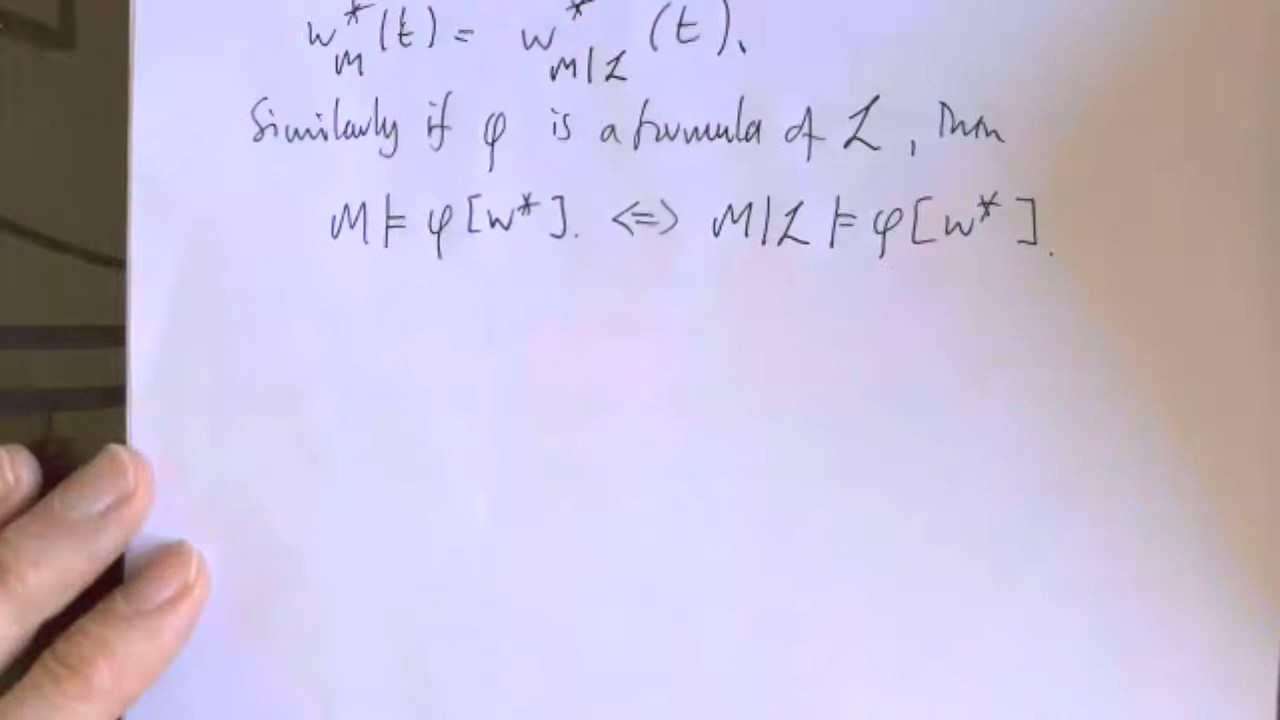 w*_M (t) = w*_{M|L} (t).
Similarly if φ is a formula of L, then
M ⊨ φ[w*]. <=> M|L ⊨ φ[w*].